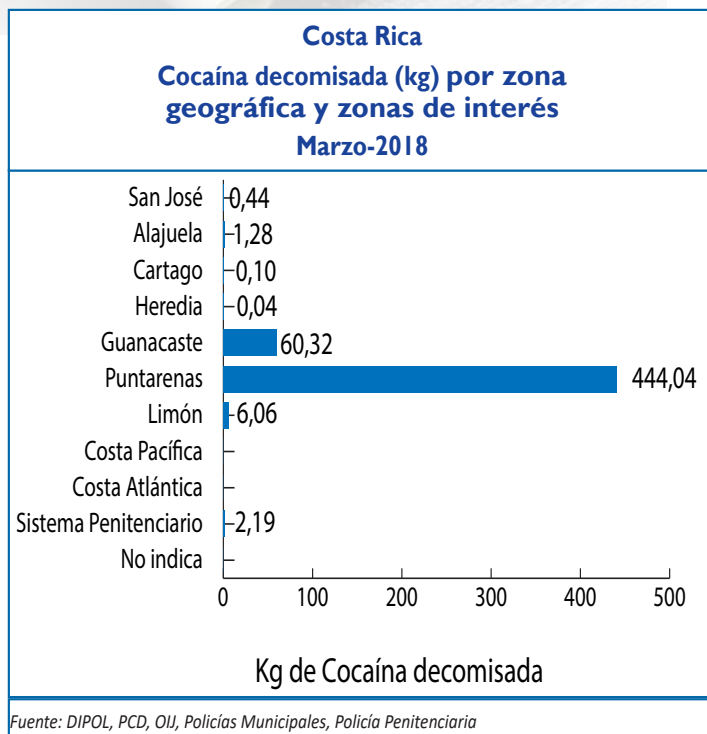 Costa Rica
Cocaína decomisada (kg) por zona
geográfica y zonas de interés
Marzo-2018
San José 0,44
Alajuela 1,28
Cartago 0,10
Heredia 0,04
Guanacaste 60,32
Puntarenas 444,04
Limón 6,06
Costa Pacífica
Costa Atlántica
Sistema Penitenciario 2,19
No indica
0 100 200 300 400 500
Kg de Cocaína decomisada
Fuente: DIPOL, PCD, OIJ, Policías Municipales, Policía Penitenciaria